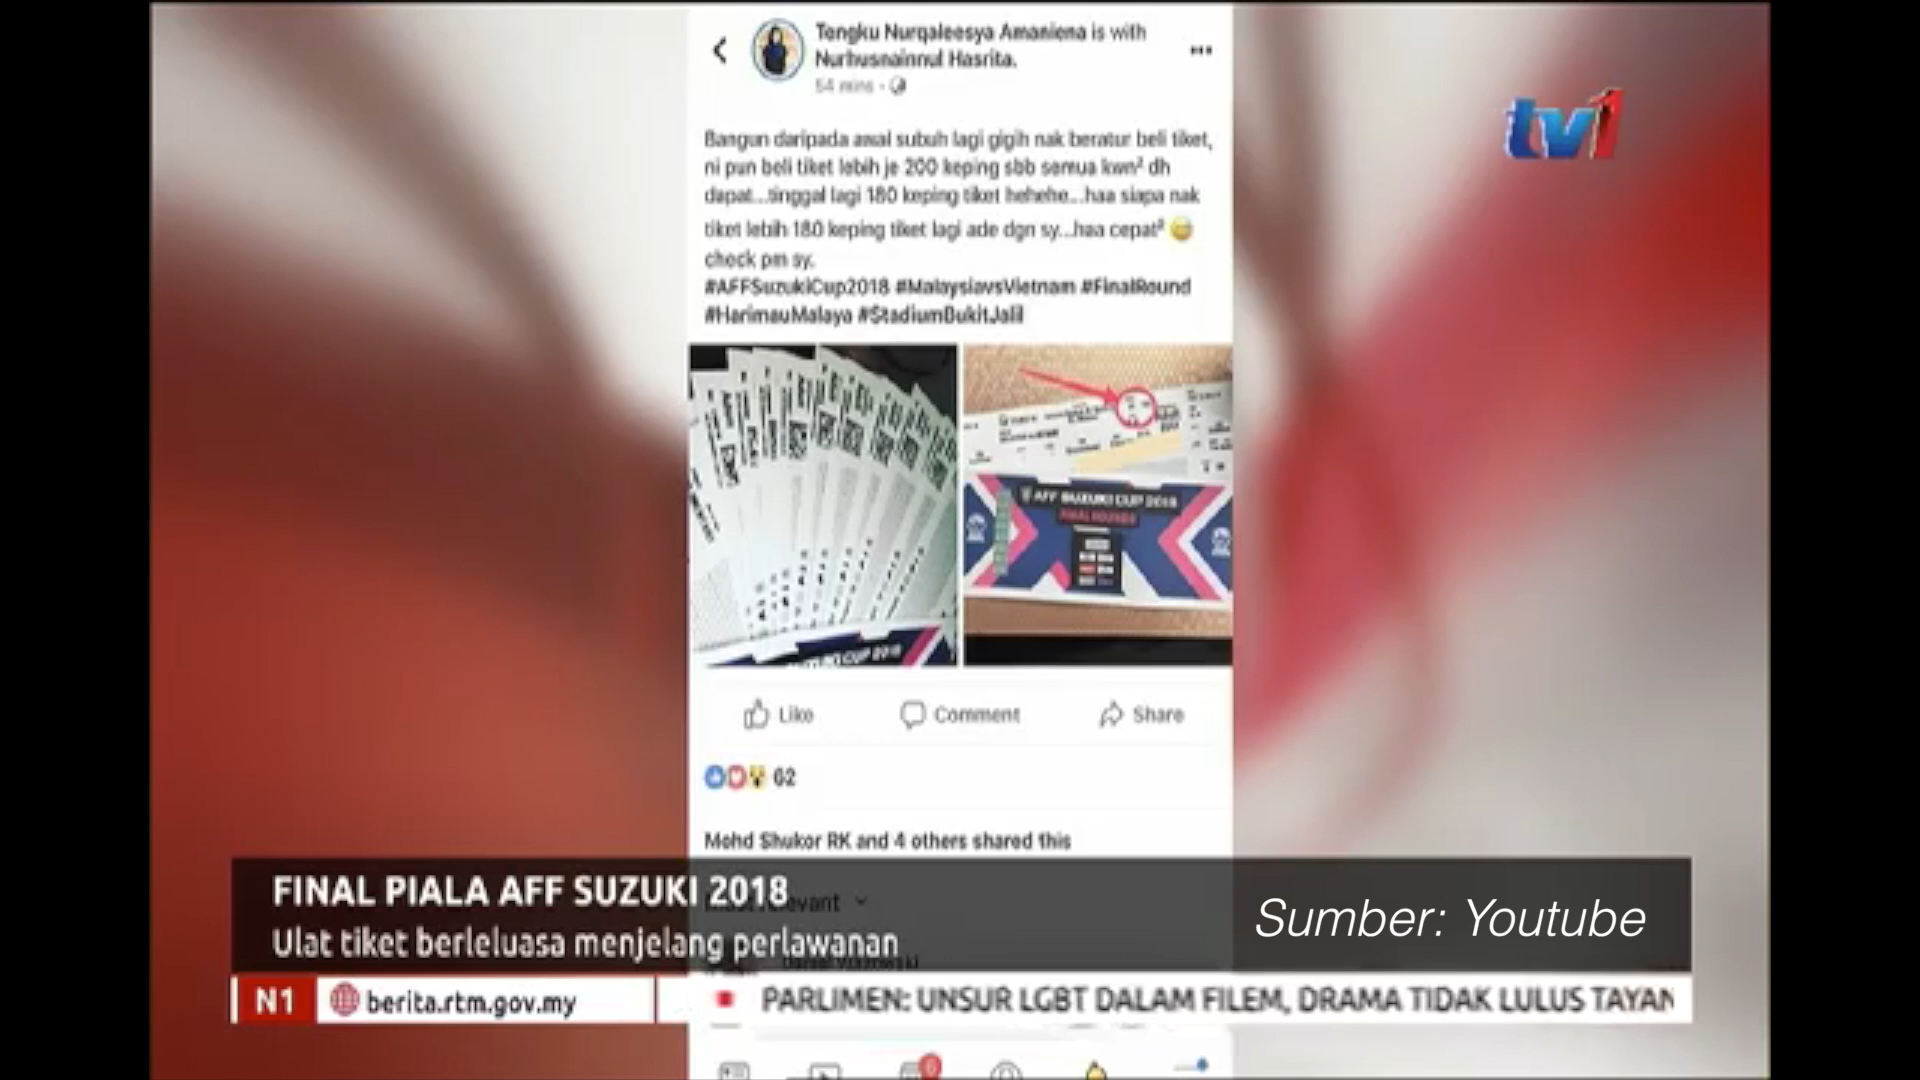 Tengku Nurqaleesya Amaniena is with
Nurhusnainnul Hasrita.
54 mins
tv1
Bangun daripada awal subuh lagi gigih nak beratur beli tiket,
ni pun beli tiket lebih je 200 keping sbb semua kwn² dh
dapat...tinggal lagi 180 keping tiket hehehe...haa siapa nak
tiket lebih 180 keping tiket lagi ade dgn sy...haa cepat² 😅
check pm sy.
#AFFSuzukiCup2018 #MalaysiavsVietnam #FinalRound
#HarimauMalaya #StadiumBukitJalil
AFF SUZUKI CUP 2018
FINAL ROUNDS
CUP 2018
Like Comment Share
62
Mohd Shukor RK and 4 others shared this
FINAL PIALA AFF SUZUKI 2018
Ulat tiket berleluasa menjelang perlawanan
Sumber: Youtube
N1 berita.rtm.gov.my PARLIMEN: UNSUR LGBT DALAM FILEM, DRAMA TIDAK LULUS TAYAN
6